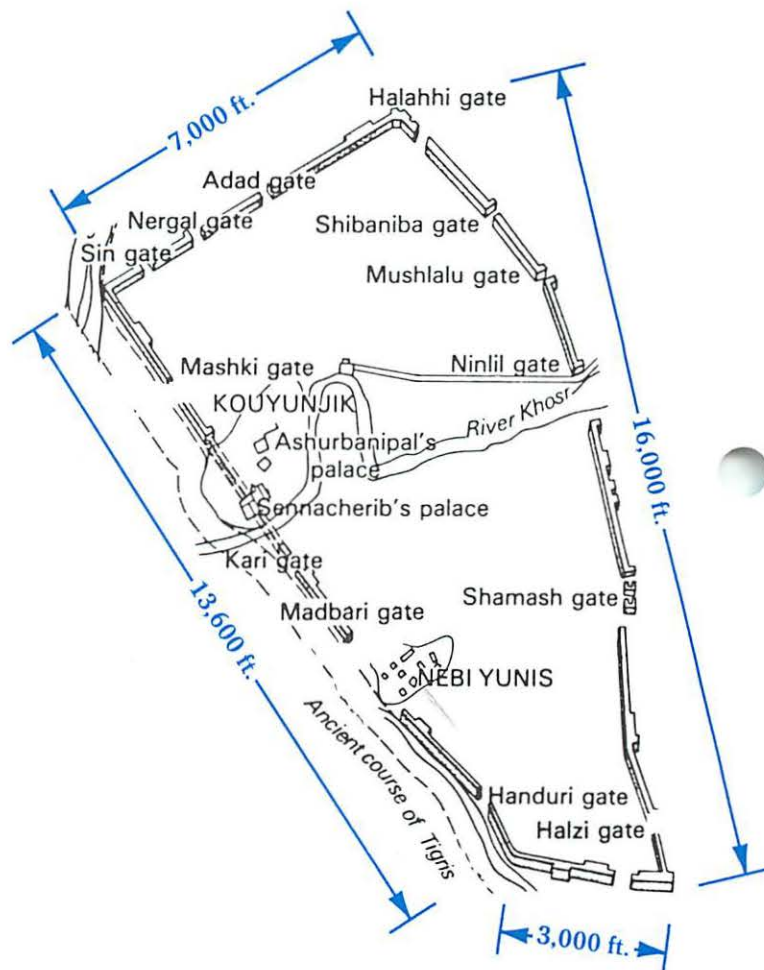 7,000 ft.
Halahhi gate
Adad gate
Nergal gate
Shibaniba gate
Sin gate
Mushlalu gate
Mashki gate
Ninlil gate
KOUYUNJIK
River Khosr
Ashurbanipal's
palace
16,000 ft.
Sennacherib's palace
Kari gate
Shamash gate
13,600 ft.
Madbari gate
NEBI YUNIS
Ancient course of Tigris
Handuri gate
Halzi gate
3,000 ft.